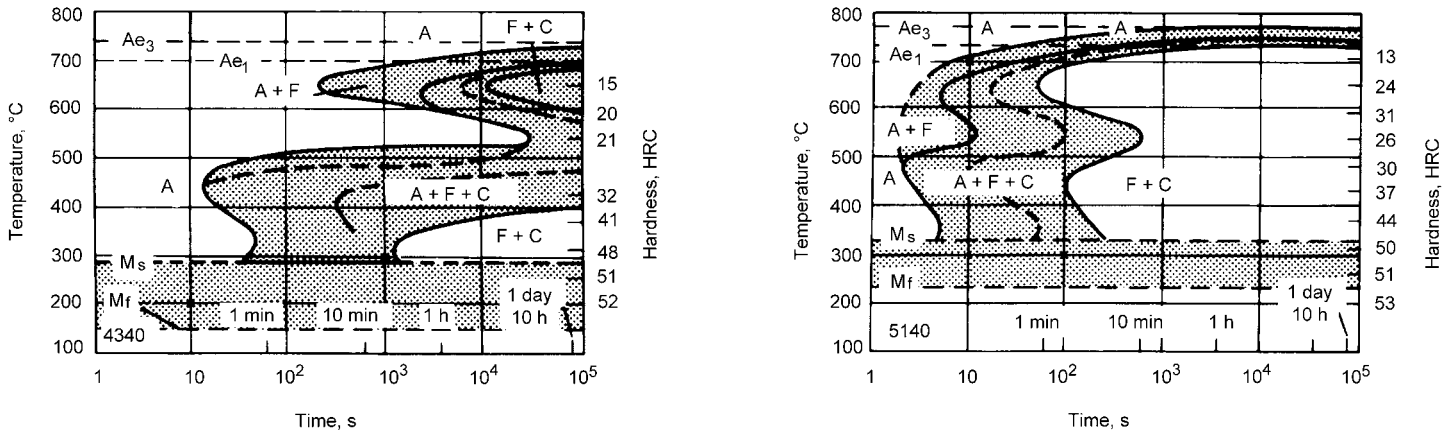 800
700
600
500
400
300
200
100
Temperature, °C
Ae3
Ae1
A
F + C
A + F
A
A + F + C
F + C
Ms
Mf
1 min
10 min
1 h
1 day
10 h
4340
15
20
21
32
41
48
51
52
Hardness, HRC
1
10
10²
10³
10⁴
10⁵
Time, s
800
700
600
500
400
300
200
100
Temperature, °C
Ae3
A
A
Ae1
A + F
A
A + F + C
F + C
Ms
Mf
1 day
10 h
1 min
10 min
1 h
5140
13
24
31
26
30
37
44
50
51
53
Hardness, HRC
1
10
10²
10³
10⁴
10⁵
Time, s